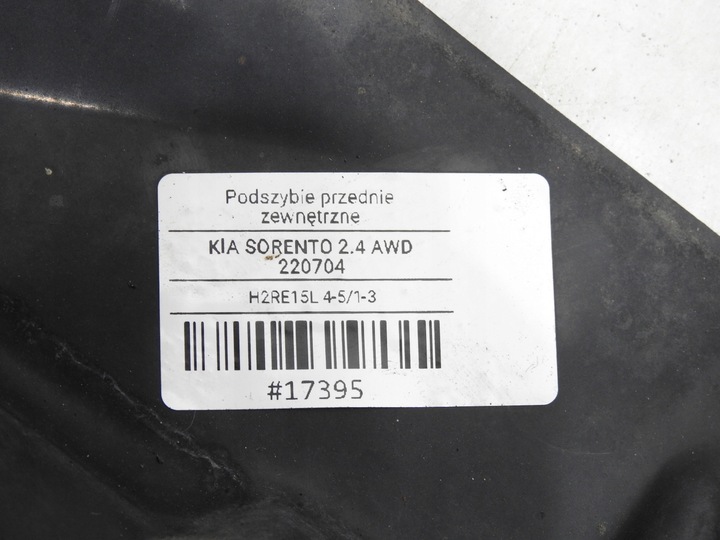 Podszybie przednie
zewnętrzne
KIA SORENTO 2.4 AWD
220704
H2RE15L 4-5/1-3
#17395